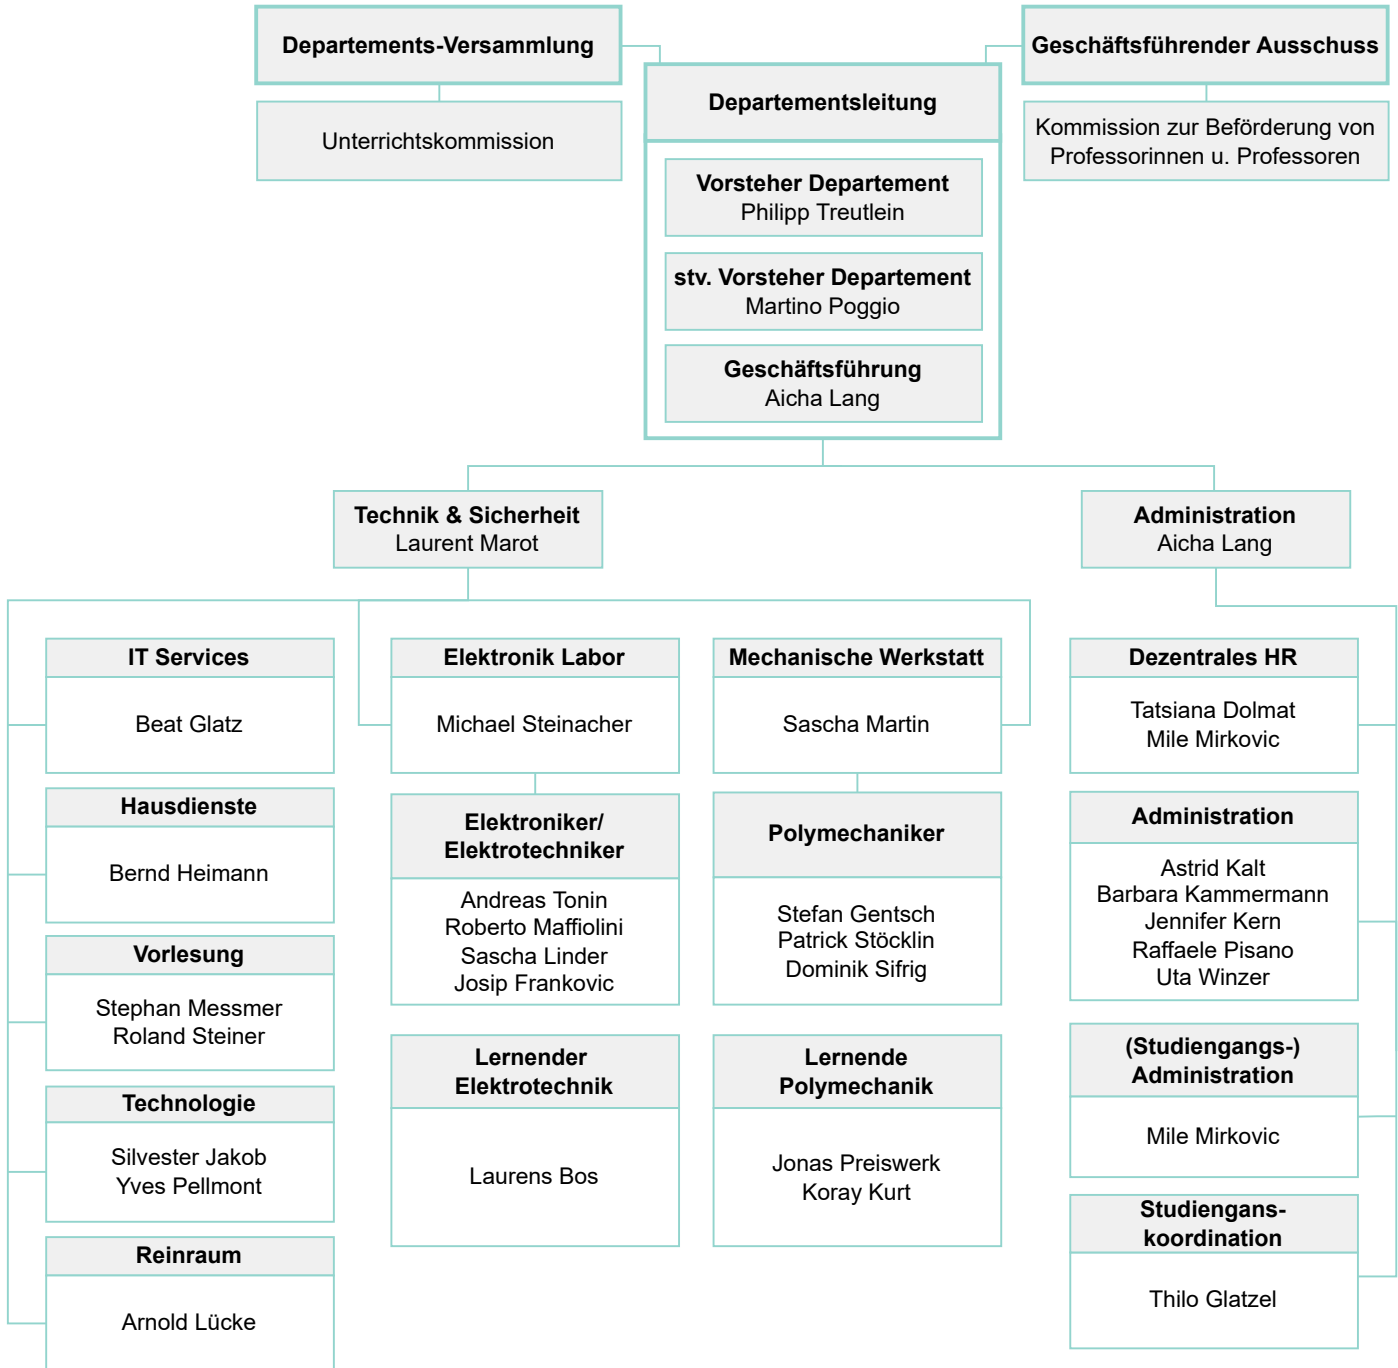 Departements-Versammlung
Unterrichtskommission
Geschäftsführender Ausschuss
Kommission zur Beförderung von
Professorinnen u. Professoren
Departementsleitung
Vorsteher Departement
Philipp Treutlein
stv. Vorsteher Departement
Martino Poggio
Geschäftsführung
Aicha Lang
Technik & Sicherheit
Laurent Marot
Administration
Aicha Lang
IT Services
Beat Glatz
Hausdienste
Bernd Heimann
Vorlesung
Stephan Messmer
Roland Steiner
Technologie
Silvester Jakob
Yves Pellmont
Reinraum
Arnold Lücke
Elektronik Labor
Michael Steinacher
Elektroniker/
Elektrotechniker
Andreas Tonin
Roberto Maffiolini
Sascha Linder
Josip Frankovic
Lernender
Elektrotechnik
Laurens Bos
Mechanische Werkstatt
Sascha Martin
Polymechaniker
Stefan Gentsch
Patrick Stöcklin
Dominik Sifrig
Lernende
Polymechanik
Jonas Preiswerk
Koray Kurt
Dezentrales HR
Tatsiana Dolmat
Mile Mirkovic
Administration
Astrid Kalt
Barbara Kammermann
Jennifer Kern
Raffaele Pisano
Uta Winzer
(Studiengangs-)
Administration
Mile Mirkovic
Studiengans-
koordination
Thilo Glatzel